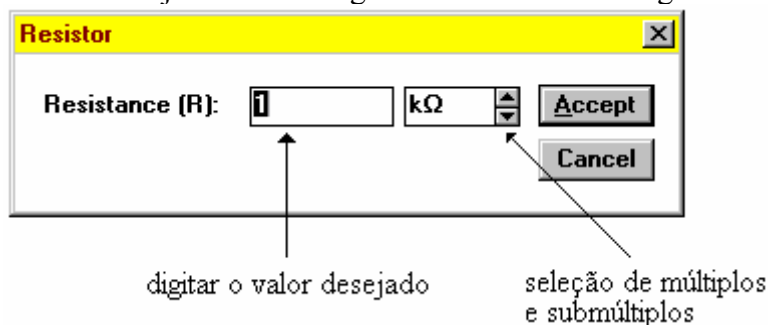 Resistor
Resistance (R): 1 kΩ Accept
Cancel
digitar o valor desejado
seleção de múltiplos
e submúltiplos